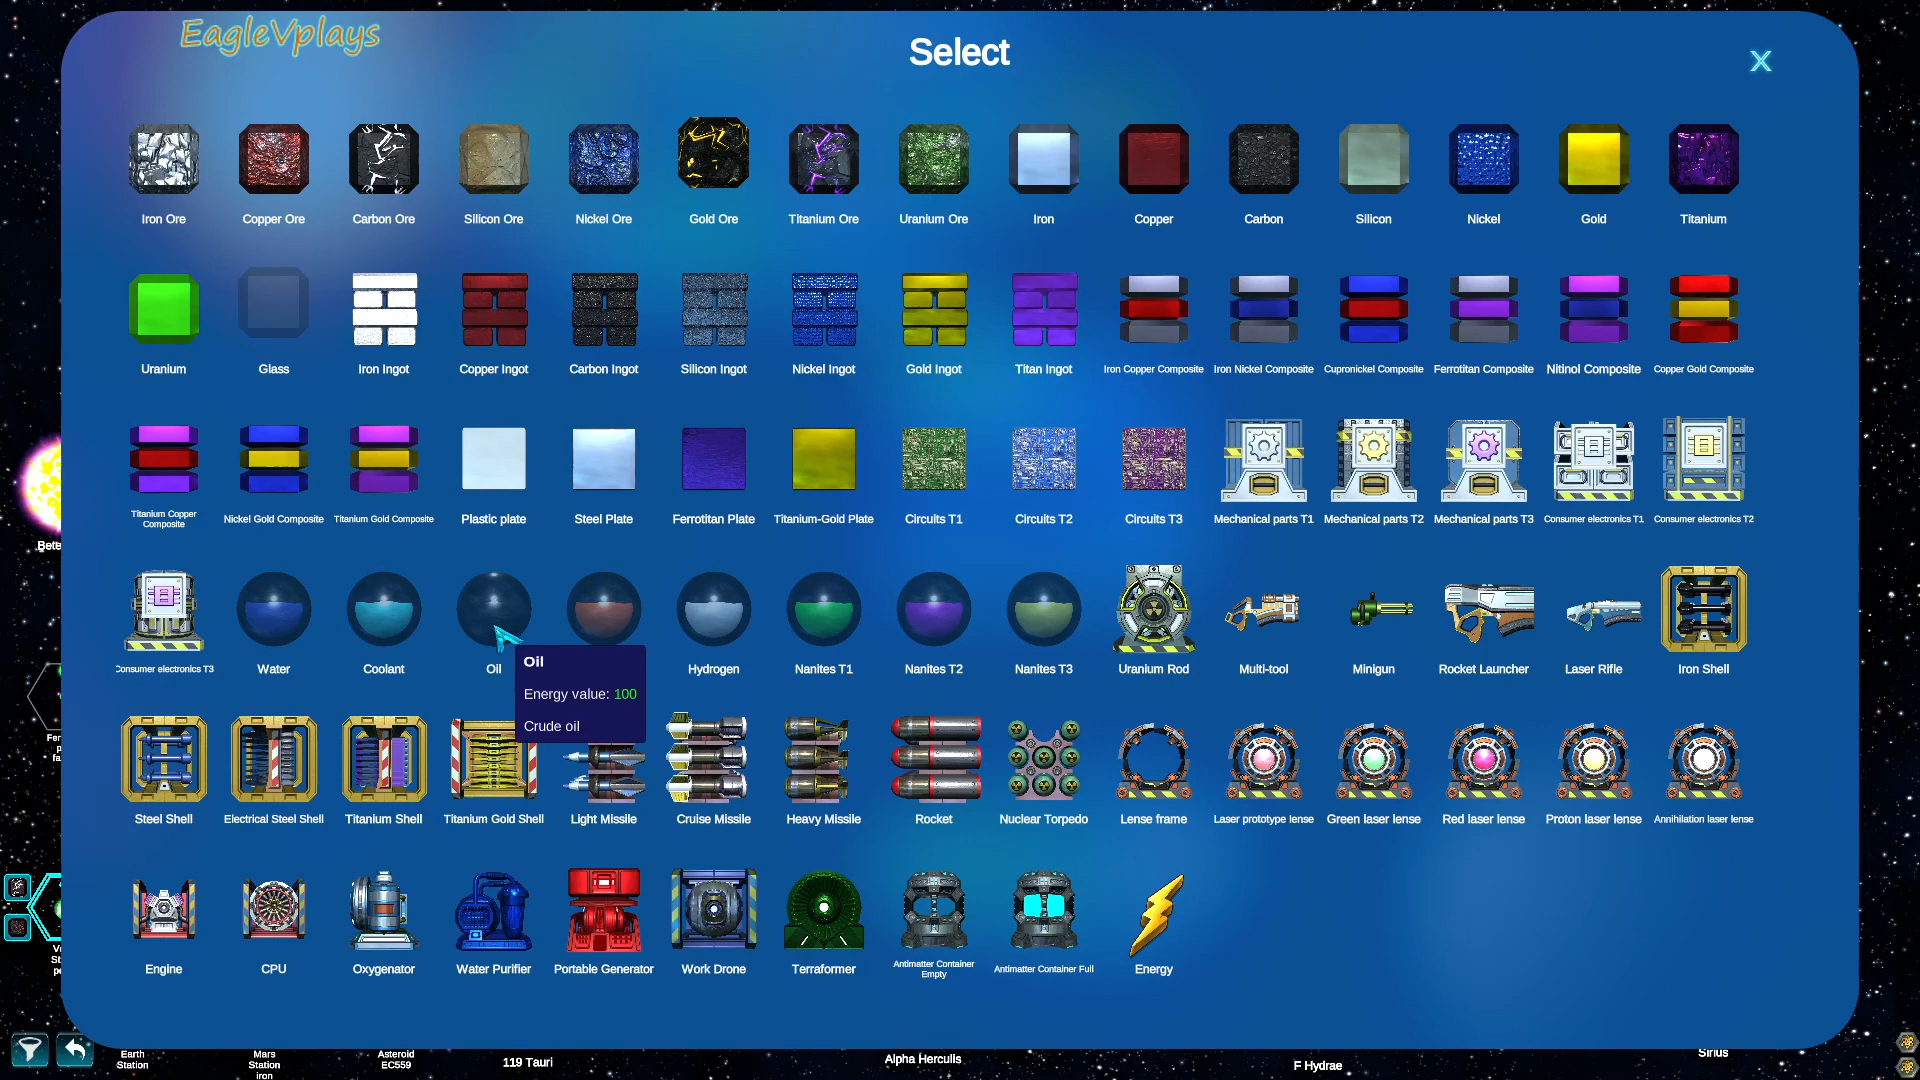 EagleVplays
Select
X
Iron Ore
Copper Ore
Carbon Ore
Silicon Ore
Nickel Ore
Gold Ore
Titanium Ore
Uranium Ore
Iron
Copper
Carbon
Silicon
Nickel
Gold
Titanium
Uranium
Glass
Iron Ingot
Copper Ingot
Carbon Ingot
Silicon Ingot
Nickel Ingot
Gold Ingot
Titan Ingot
Iron Copper Composite
Iron Nickel Composite
Cupronickel Composite
Ferrotitan Composite
Nitinol Composite
Copper Gold Composite
Titanium Copper
Composite
Nickel Gold Composite
Titanium Gold Composite
Plastic plate
Steel Plate
Ferrotitan Plate
Titanium-Gold Plate
Circuits T1
Circuits T2
Circuits T3
Mechanical parts T1
Mechanical parts T2
Mechanical parts T3
Consumer electronics T1
Consumer electronics T2
Bete
Consumer electronics T3
Water
Coolant
Oil
Hydrogen
Nanites T1
Nanites T2
Nanites T3
Uranium Rod
Multi-tool
Minigun
Rocket Launcher
Laser Rifle
Iron Shell
Oil
Energy value: 100
Crude oil
Steel Shell
Electrical Steel Shell
Titanium Shell
Titanium Gold Shell
Light Missile
Cruise Missile
Heavy Missile
Rocket
Nuclear Torpedo
Lense frame
Laser prototype lense
Green laser lense
Red laser lense
Proton laser lense
Annihilation laser lense
Engine
CPU
Oxygenator
Water Purifier
Portable Generator
Work Drone
Terraformer
Antimatter Container
Empty
Antimatter Container Full
Energy
Earth
Station
Mars
Station
iron
Asteroid
EC559
119 Tauri
Alpha Herculis
F Hydrae
Sirius